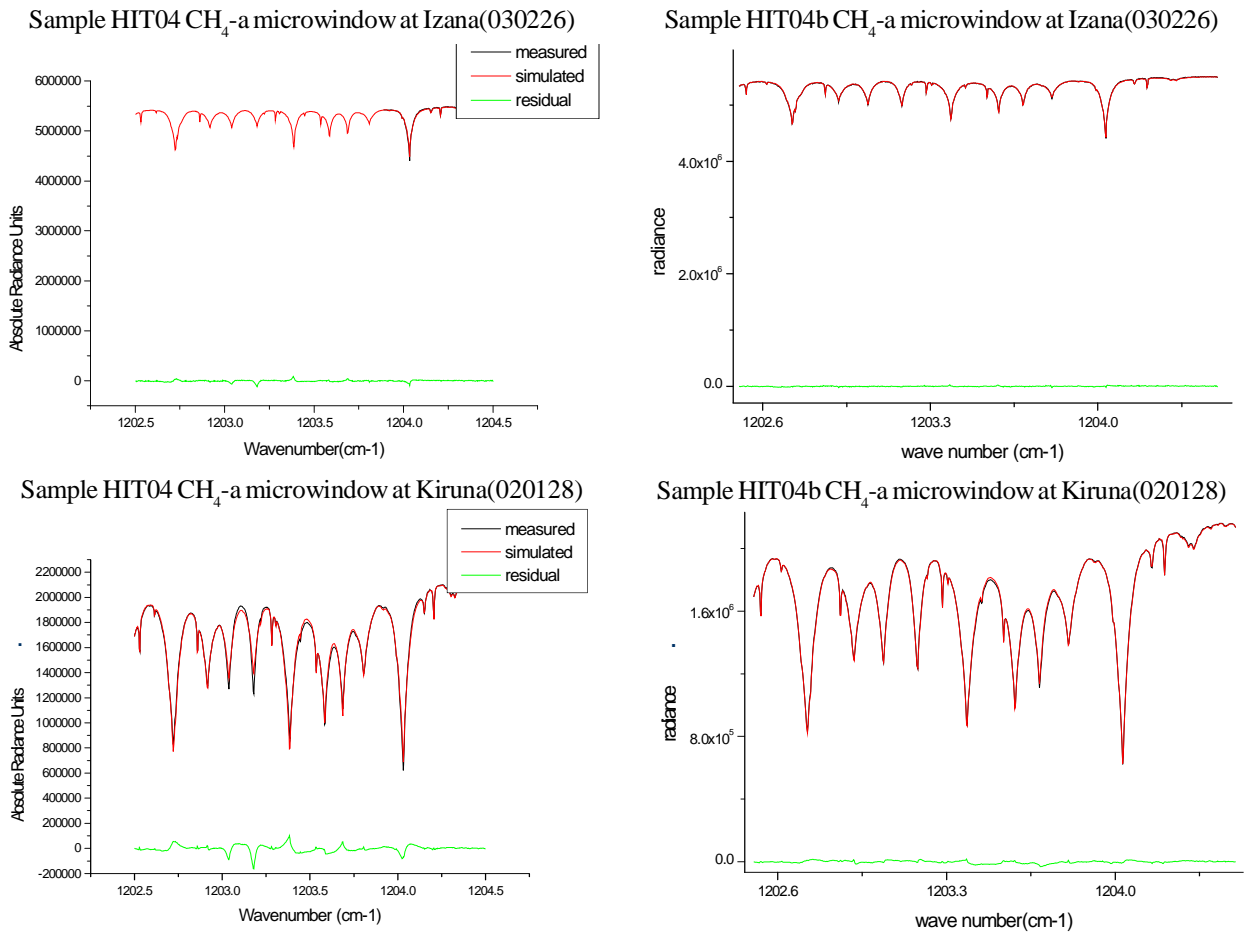 Sample HIT04 CH4-a microwindow at Izana(030226)
measured
simulated
residual
6000000
5000000
4000000
3000000
2000000
1000000
0
Absolute Radiance Units
1202.5
1203.0
1203.5
1204.0
1204.5
Wavenumber(cm-1)
Sample HIT04b CH4-a microwindow at Izana(030226)
4.0x10^6
2.0x10^6
0.0
radiance
1202.6
1203.3
1204.0
wave number (cm-1)
Sample HIT04 CH4-a microwindow at Kiruna(020128)
measured
simulated
residual
2200000
2000000
1800000
1600000
1400000
1200000
1000000
800000
600000
400000
200000
0
-200000
Absolute Radiance Units
1202.5
1203.0
1203.5
1204.0
1204.5
Wavenumber (cm-1)
Sample HIT04b CH4-a microwindow at Kiruna(020128)
1.6x10^6
8.0x10^5
0.0
radiance
1202.6
1203.3
1204.0
wave number(cm-1)